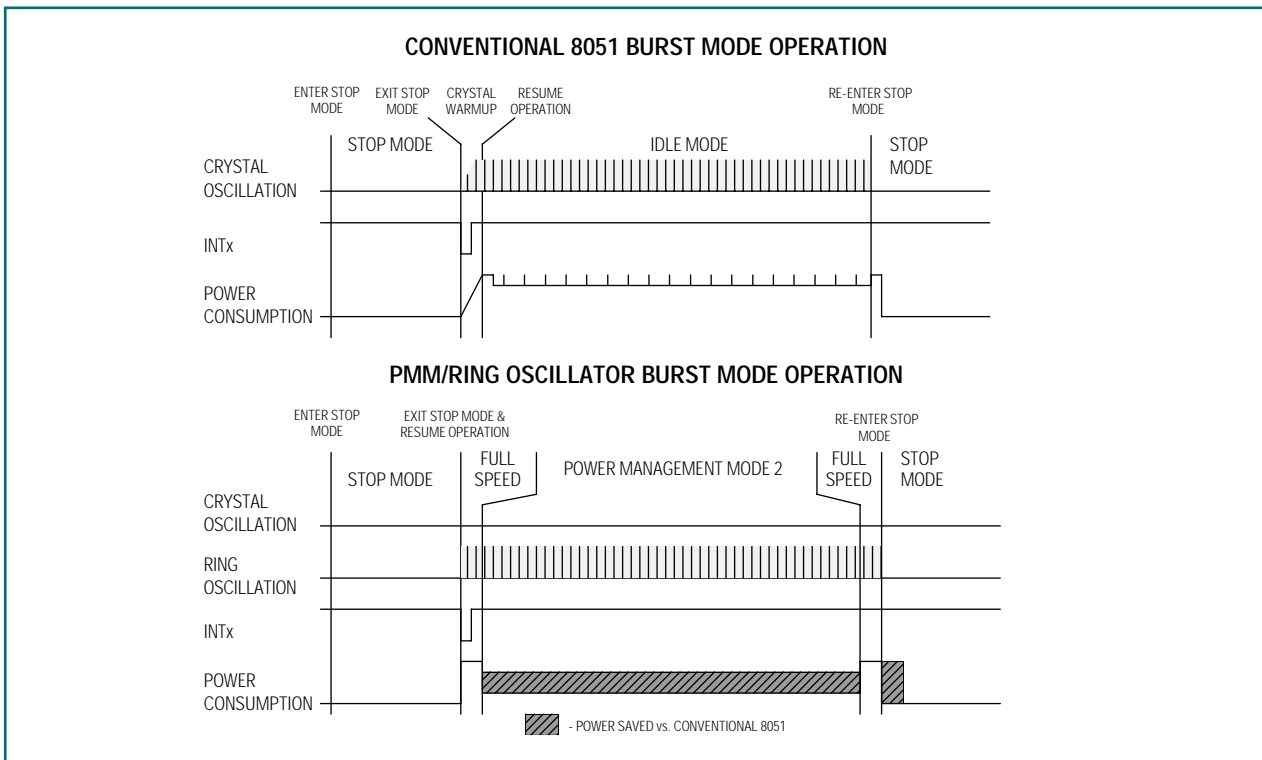 CONVENTIONAL 8051 BURST MODE OPERATION
ENTER STOP
MODE
EXIT STOP
MODE
CRYSTAL
WARMUP
RESUME
OPERATION
RE-ENTER STOP
MODE
STOP MODE
IDLE MODE
STOP
MODE
CRYSTAL
OSCILLATION
INTx
POWER
CONSUMPTION
PMM/RING OSCILLATOR BURST MODE OPERATION
ENTER STOP
MODE
EXIT STOP MODE &
RESUME OPERATION
RE-ENTER STOP
MODE
STOP MODE
FULL
SPEED
POWER MANAGEMENT MODE 2
FULL
SPEED
STOP
MODE
CRYSTAL
OSCILLATION
RING
OSCILLATION
INTx
POWER
CONSUMPTION
- POWER SAVED vs. CONVENTIONAL 8051